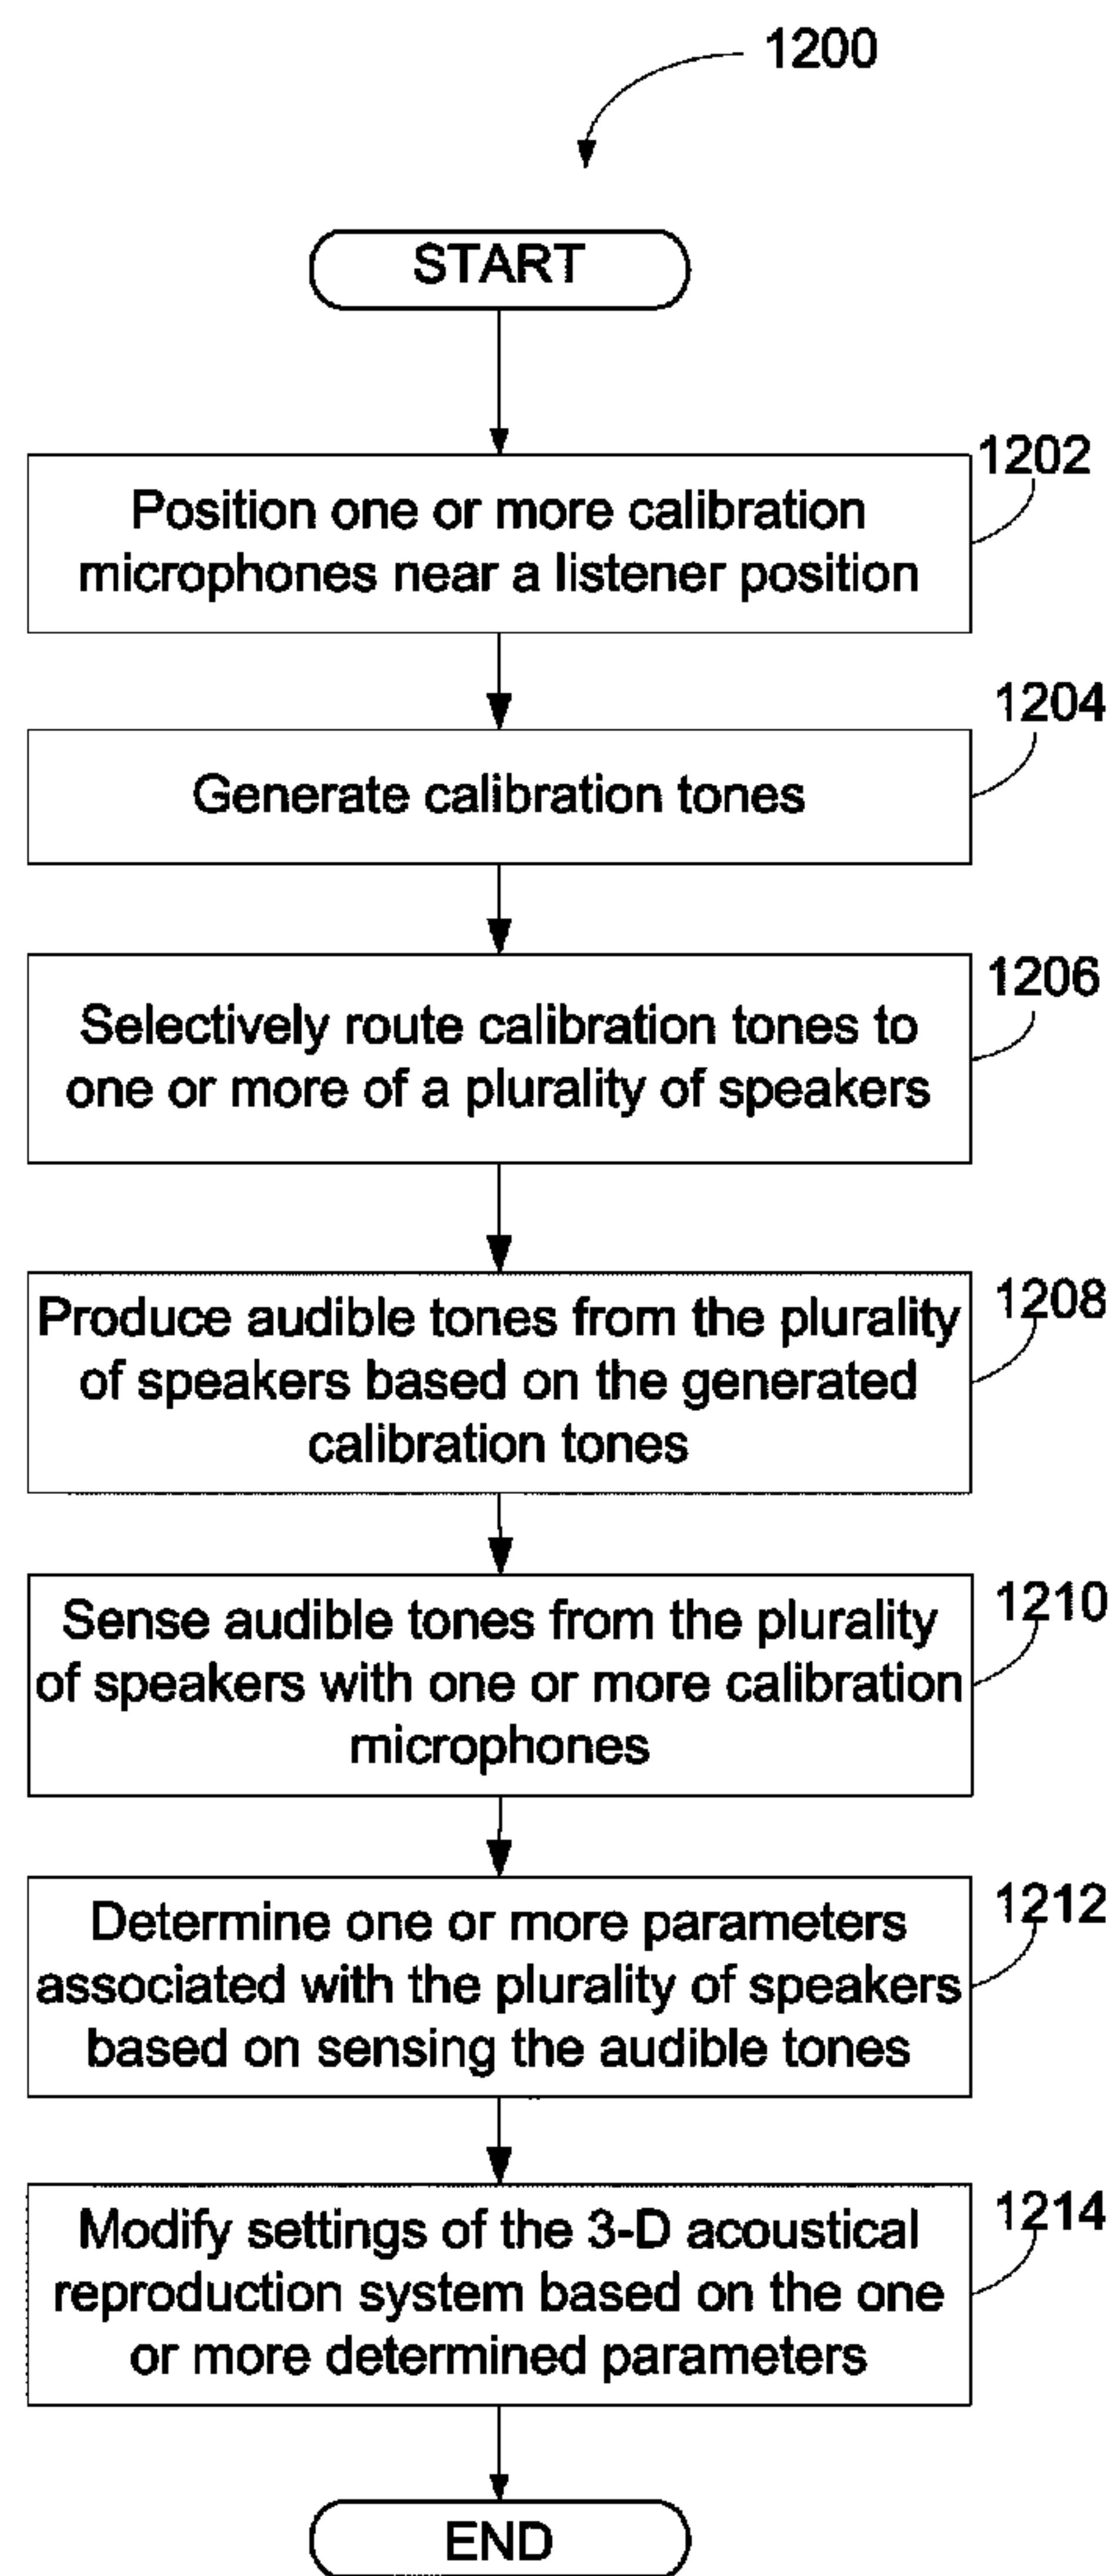 1200
START
1202
Position one or more calibration
microphones near a listener position
1204
Generate calibration tones
1206
Selectively route calibration tones to
one or more of a plurality of speakers
1208
Produce audible tones from the plurality
of speakers based on the generated
calibration tones
1210
Sense audible tones from the plurality
of speakers with one or more calibration
microphones
1212
Determine one or more parameters
associated with the plurality of speakers
based on sensing the audible tones
1214
Modify settings of the 3-D acoustical
reproduction system based on the one
or more determined parameters
END